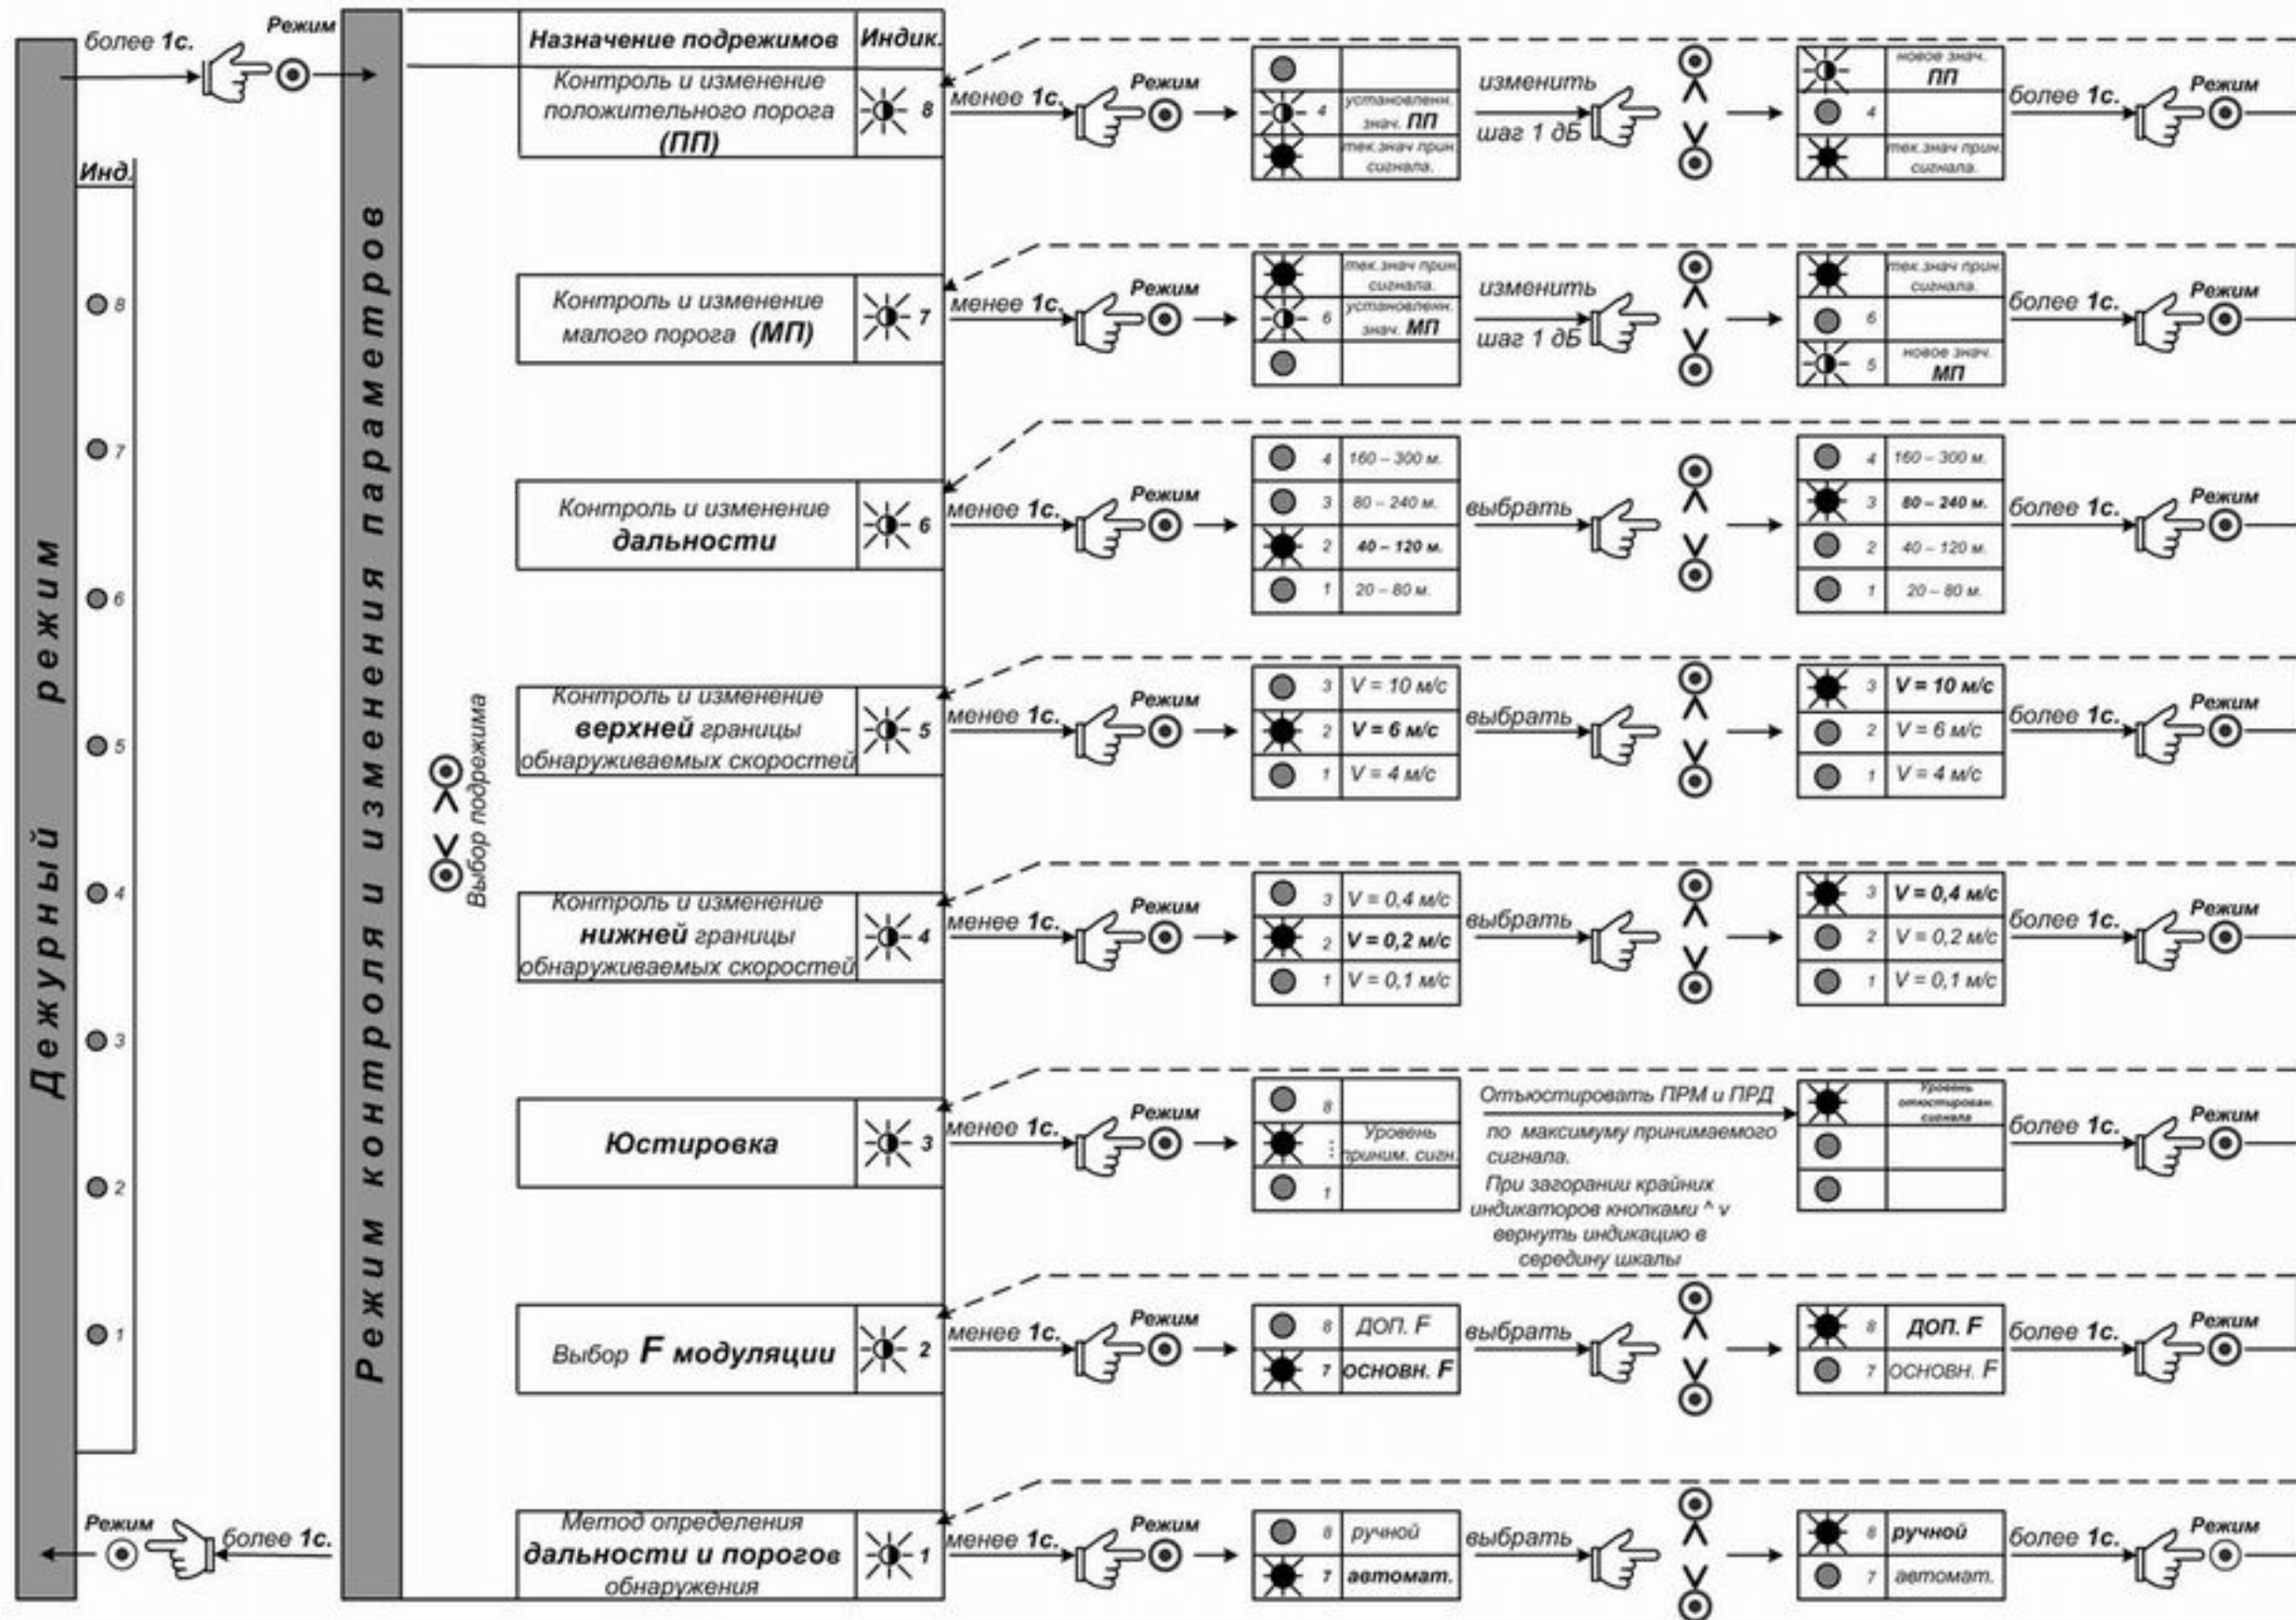 Дежурный режим
более 1с.
Режим
Инд.
8
7
6
5
4
3
2
1
Режим
более 1с.
Режим контроля и изменения параметров
Выбор подрежима
Назначение подрежимов Индик.
Контроль и изменение
положительного порога
(ПП)
8
менее 1с.
Режим
4 установленн.
знач. ПП
тек.знач прин.
сигнала.
изменить
шаг 1 дБ
новое знач.
ПП
4
тек.знач прин.
сигнала.
более 1с.
Режим
Контроль и изменение
малого порога (МП)
7
менее 1с.
Режим
тек.знач прин.
сигнала.
6 установленн.
знач. МП
изменить
шаг 1 дБ
тек.знач прин.
сигнала.
6
5 новое знач.
МП
более 1с.
Режим
Контроль и изменение
дальности
6
менее 1с.
Режим
4 160 – 300 м.
3 80 – 240 м.
2 40 – 120 м.
1 20 – 80 м.
выбрать
4 160 – 300 м.
3 80 – 240 м.
2 40 – 120 м.
1 20 – 80 м.
более 1с.
Режим
Контроль и изменение
верхней границы
обнаруживаемых скоростей
5
менее 1с.
Режим
3 V = 10 м/с
2 V = 6 м/с
1 V = 4 м/с
выбрать
3 V = 10 м/с
2 V = 6 м/с
1 V = 4 м/с
более 1с.
Режим
Контроль и изменение
нижней границы
обнаруживаемых скоростей
4
менее 1с.
Режим
3 V = 0,4 м/с
2 V = 0,2 м/с
1 V = 0,1 м/с
выбрать
3 V = 0,4 м/с
2 V = 0,2 м/с
1 V = 0,1 м/с
более 1с.
Режим
Юстировка
3
менее 1с.
Режим
8
Уровень
приним. сигн.
1
Отъюстировать ПРМ и ПРД
по максимуму принимаемого
сигнала.
При загорании крайних
индикаторов кнопками ^ v
вернуть индикацию в
середину шкалы
Уровень
отюстирован.
сигнала
более 1с.
Режим
Выбор F модуляции
2
менее 1с.
Режим
8 ДОП. F
7 ОСНОВН. F
выбрать
8 ДОП. F
7 ОСНОВН. F
более 1с.
Режим
Метод определения
дальности и порогов
обнаружения
1
менее 1с.
Режим
8 ручной
7 автомат.
выбрать
8 ручной
7 автомат.
более 1с.
Режим